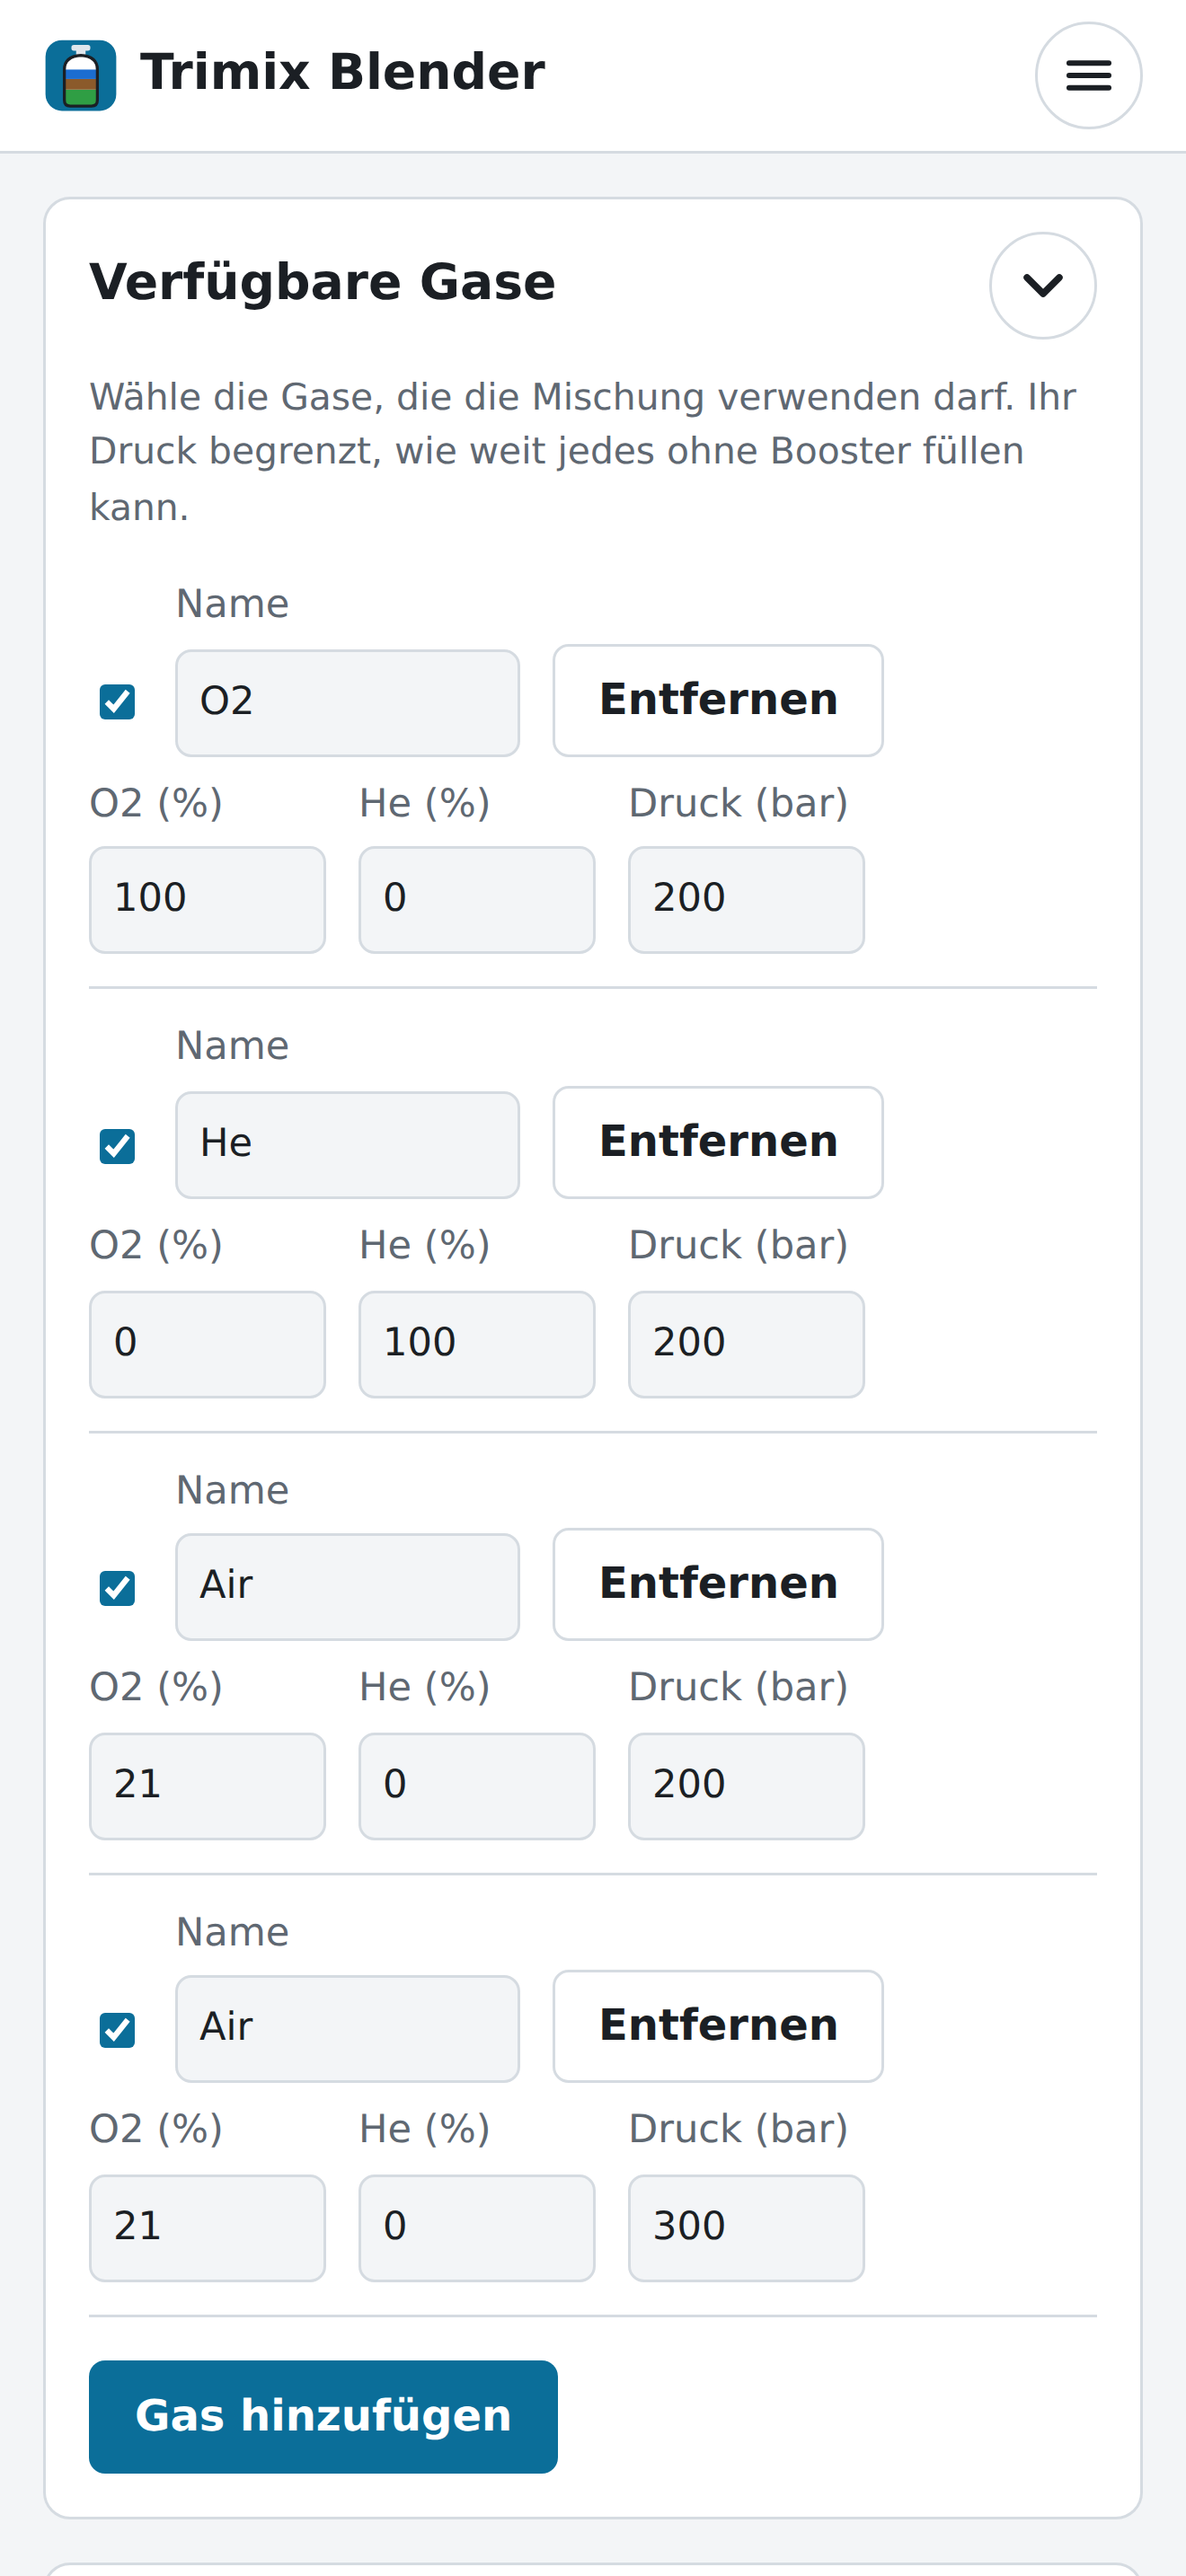 Trimix Blender
Verfügbare Gase
Wähle die Gase, die die Mischung verwenden darf. Ihr
Druck begrenzt, wie weit jedes ohne Booster füllen
kann.
Name
O2
Entfernen
O2 (%) He (%) Druck (bar)
100 0 200
Name
He
Entfernen
O2 (%) He (%) Druck (bar)
0 100 200
Name
Air
Entfernen
O2 (%) He (%) Druck (bar)
21 0 200
Name
Air
Entfernen
O2 (%) He (%) Druck (bar)
21 0 300
Gas hinzufügen